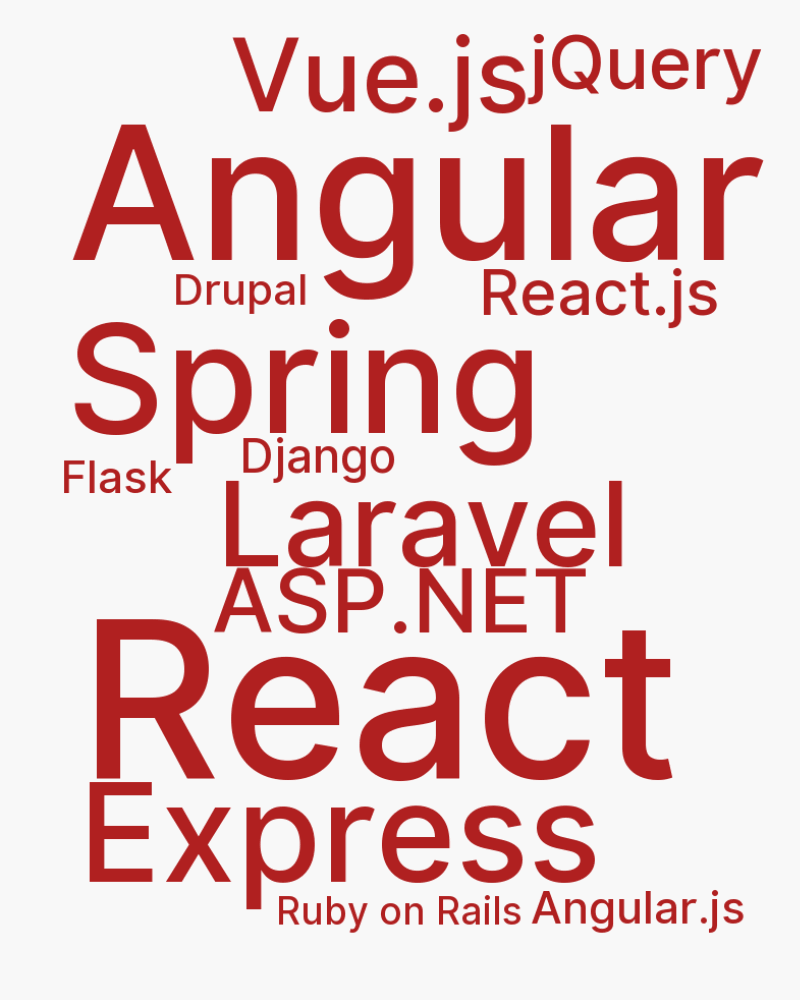 Vue.js
jQuery
Angular
Drupal
React.js
Spring
Django
Flask
Laravel
ASP.NET
React
Express
Ruby on Rails
Angular.js